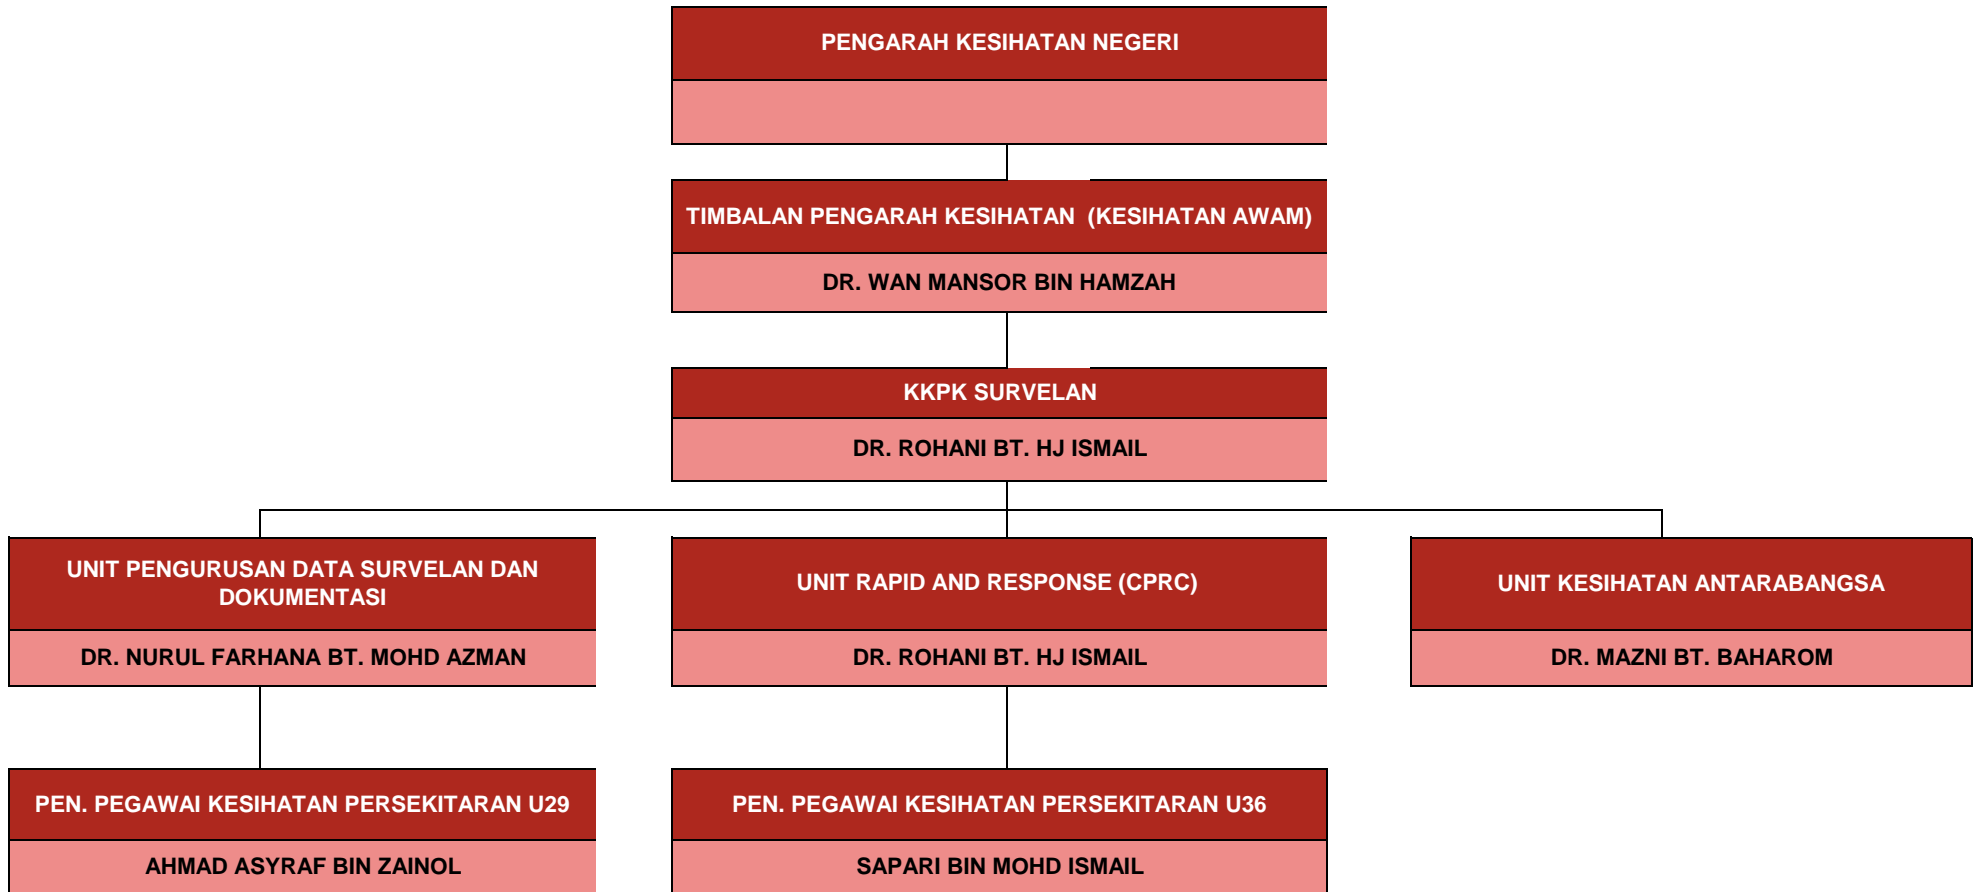 PENGARAH KESIHATAN NEGERI
TIMBALAN PENGARAH KESIHATAN  (KESIHATAN AWAM)
DR. WAN MANSOR BIN HAMZAH
KKPK SURVELAN
DR. ROHANI BT. HJ ISMAIL
UNIT PENGURUSAN DATA SURVELAN DAN
DOKUMENTASI
DR. NURUL FARHANA BT. MOHD AZMAN
UNIT RAPID AND RESPONSE (CPRC)
DR. ROHANI BT. HJ ISMAIL
UNIT KESIHATAN ANTARABANGSA
DR. MAZNI BT. BAHAROM
PEN. PEGAWAI KESIHATAN PERSEKITARAN U29
AHMAD ASYRAF BIN ZAINOL
PEN. PEGAWAI KESIHATAN PERSEKITARAN U36
SAPARI BIN MOHD ISMAIL